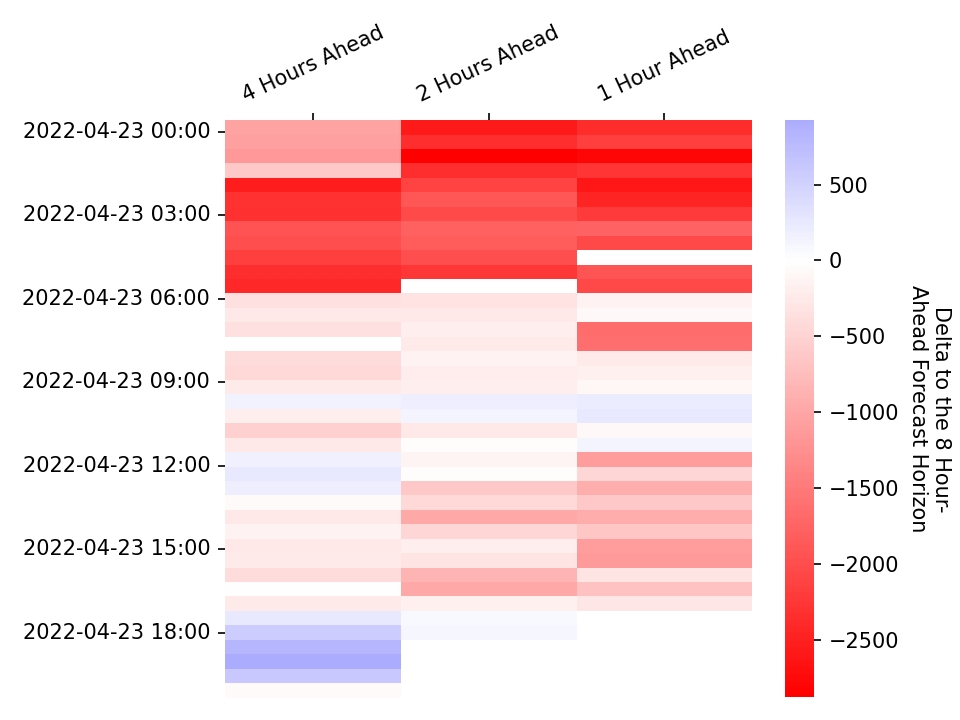 4 Hours Ahead
2 Hours Ahead
1 Hour Ahead
2022-04-23 00:00
2022-04-23 03:00
2022-04-23 06:00
2022-04-23 09:00
2022-04-23 12:00
2022-04-23 15:00
2022-04-23 18:00
500
0
−500
−1000
−1500
−2000
−2500
Delta to the 8 Hour-
Ahead Forecast Horizon